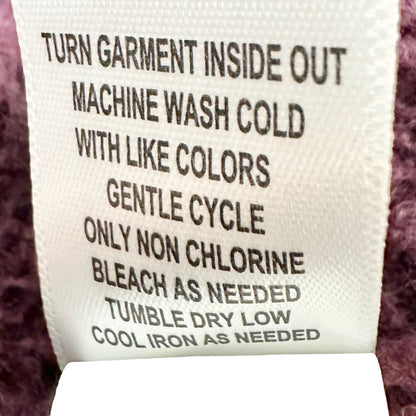 TURN GARMENT INSIDE OUT
MACHINE WASH COLD
WITH LIKE COLORS
GENTLE CYCLE
ONLY NON CHLORINE
BLEACH AS NEEDED
TUMBLE DRY LOW
COOL IRON AS NEEDED